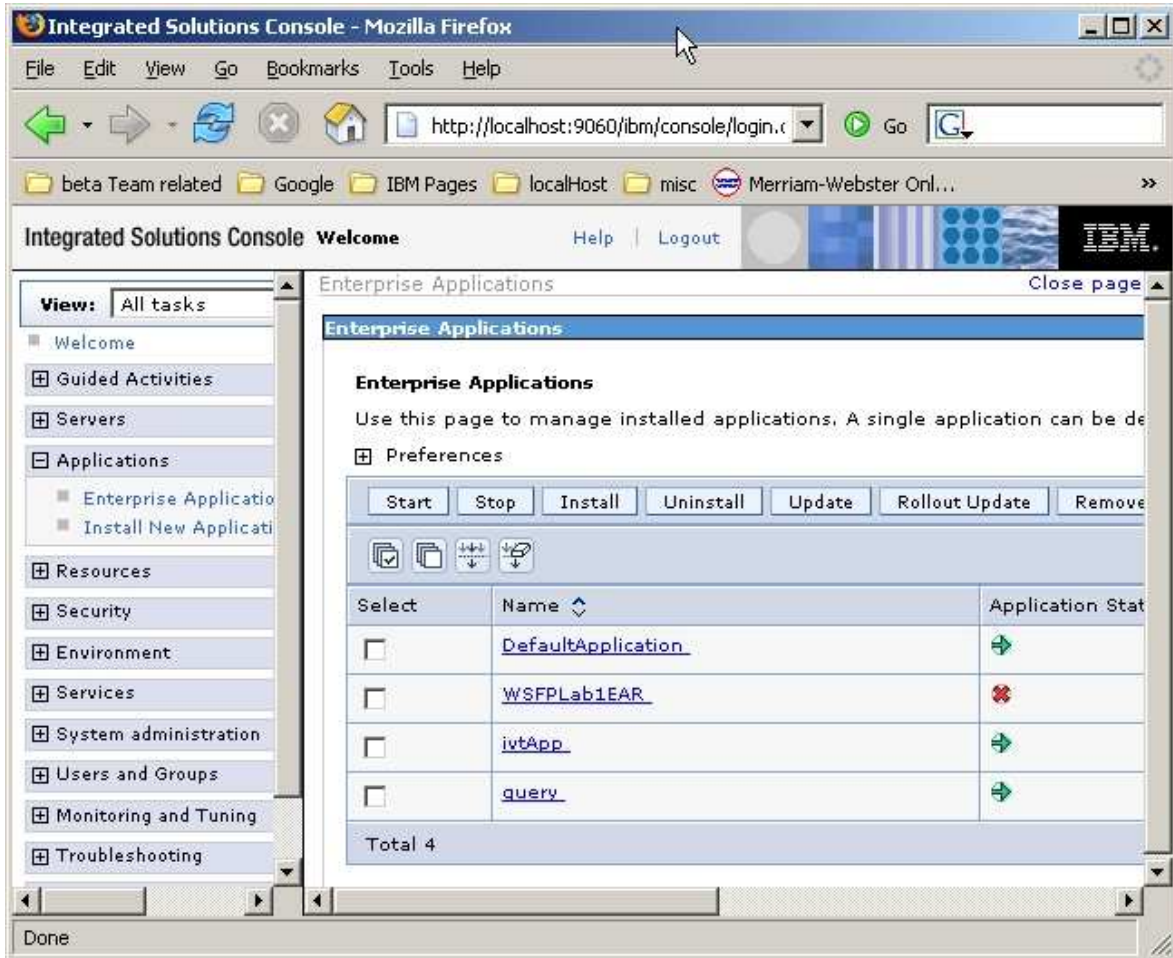 Integrated Solutions Console - Mozilla Firefox
File Edit View Go Bookmarks Tools Help
http://localhost:9060/ibm/console/login.c Go G
beta Team related Google IBM Pages localHost misc Merriam-Webster Onl... »
Integrated Solutions Console Welcome Help | Logout IBM.
View: All tasks
Welcome
Guided Activities
Servers
Applications
Enterprise Applicatio
Install New Applicati
Resources
Security
Environment
Services
System administration
Users and Groups
Monitoring and Tuning
Troubleshooting
Enterprise Applications Close page
Enterprise Applications
Enterprise Applications
Use this page to manage installed applications. A single application can be de
Preferences
Start Stop Install Uninstall Update Rollout Update Remove
Select Name Application Stat
DefaultApplication
WSFPLab1EAR
ivtApp
query
Total 4
Done